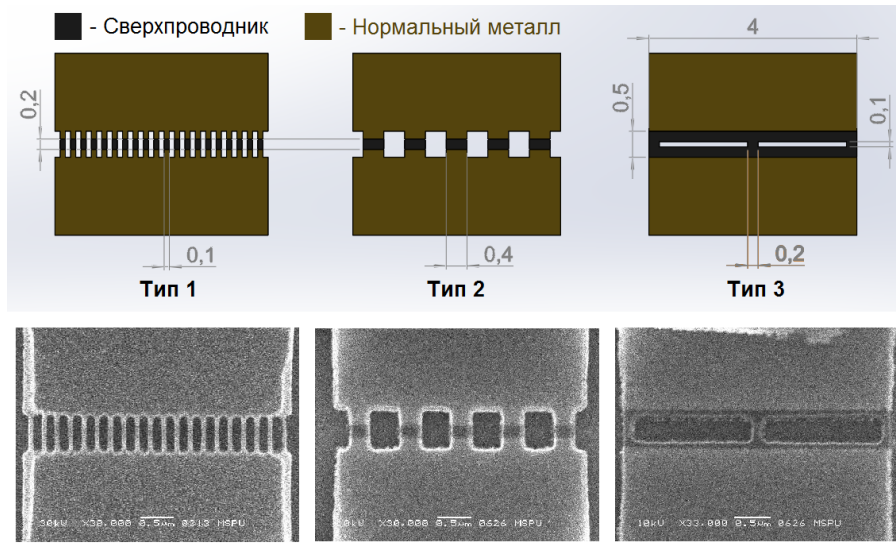 - Сверхпроводник - Нормальный металл
4
0,2
0,5
0,1
0,1
0,4
0,2
Тип 1 Тип 2 Тип 3
30kV X30.000 0.5μm 0213 MSPU
0kV X30.000 0.5μm 0626 MSPU
10kV X33.000 0.5μm 0626 MSPU